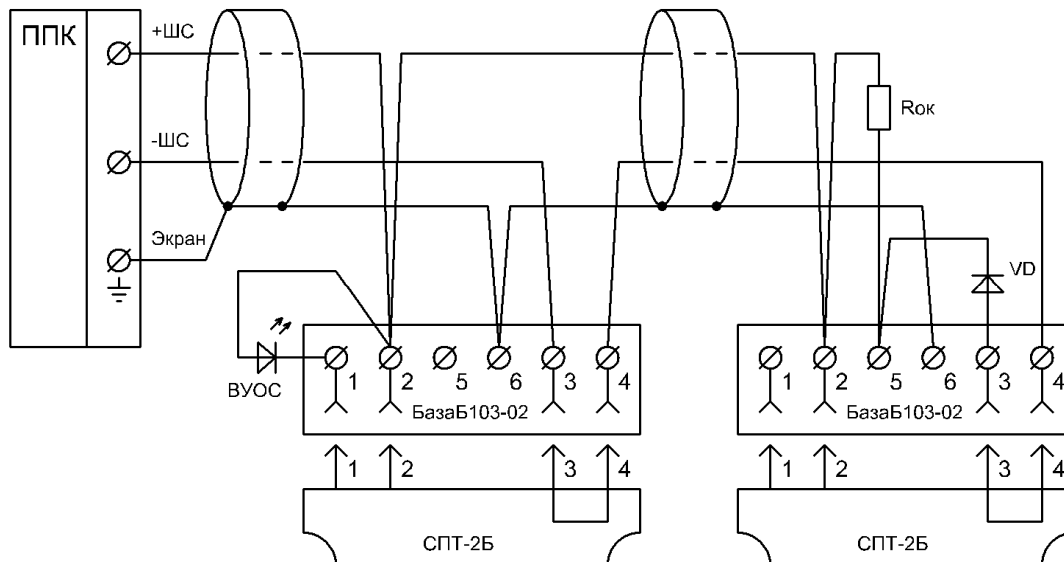 ППК
+ШС
-ШС
Экран
Rок
VD
ВУОС
1 2 5 6 3 4
БазаБ103-02
1 2 3 4
СПТ-2Б
1 2 5 6 3 4
БазаБ103-02
1 2 3 4
СПТ-2Б